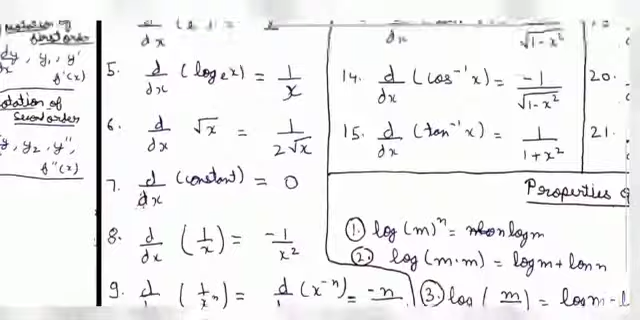 Notation of
first order
dy/dx, y₁, y'
f'(x)
Notation of
Second order
y, y₂, y'',
f''(x)
d/dx
5. d/dx (logₑx) = 1/x
6. d/dx √x = 1/2√x
7. d/dx (constant) = 0
8. d/dx (1/x) = -1/x²
9. d (1/xⁿ) = d (x⁻ⁿ) = -n
dx √1-x²
14. d/dx (cos⁻¹x) = -1/√1-x²
15. d/dx (tan⁻¹x) = 1/1+x²
20.
21.
Properties
1. log(m)ⁿ = n log m
2. log(m.m) = log m + log n
3. log (m = log m -